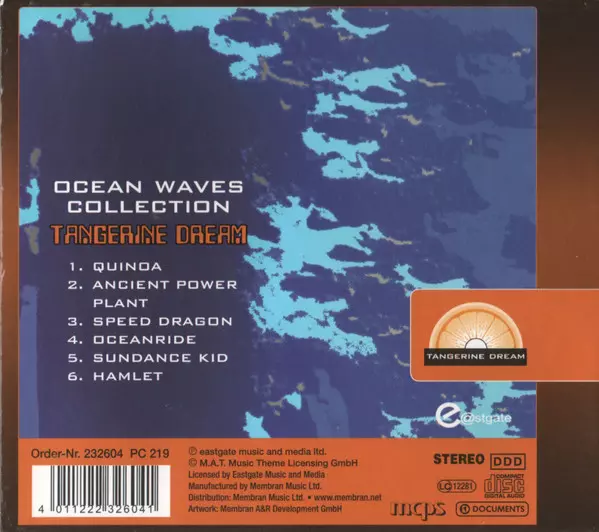 OCEAN WAVES
COLLECTION
TANGERINE DREAM
1. QUINOA
2. ANCIENT POWER
PLANT
3. SPEED DRAGON
4. OCEANRIDE
5. SUNDANCE KID
6. HAMLET
TANGERINE DREAM
e@stgate
Order-Nr. 232604 PC 219
4 011222 326041
℗ eastgate music and media ltd.
© M.A.T. Music Theme Licensing GmbH
Licensed by Eastgate Music and Media
Manufactured by Membran Music Ltd.
Distribution: Membran Music Ltd. • www.membran.net
Artwork: Membran A&R Development GmbH
STEREO DDD
LC 12281
COMPACT
disc
DIGITAL AUDIO
mcps
DOCUMENTS